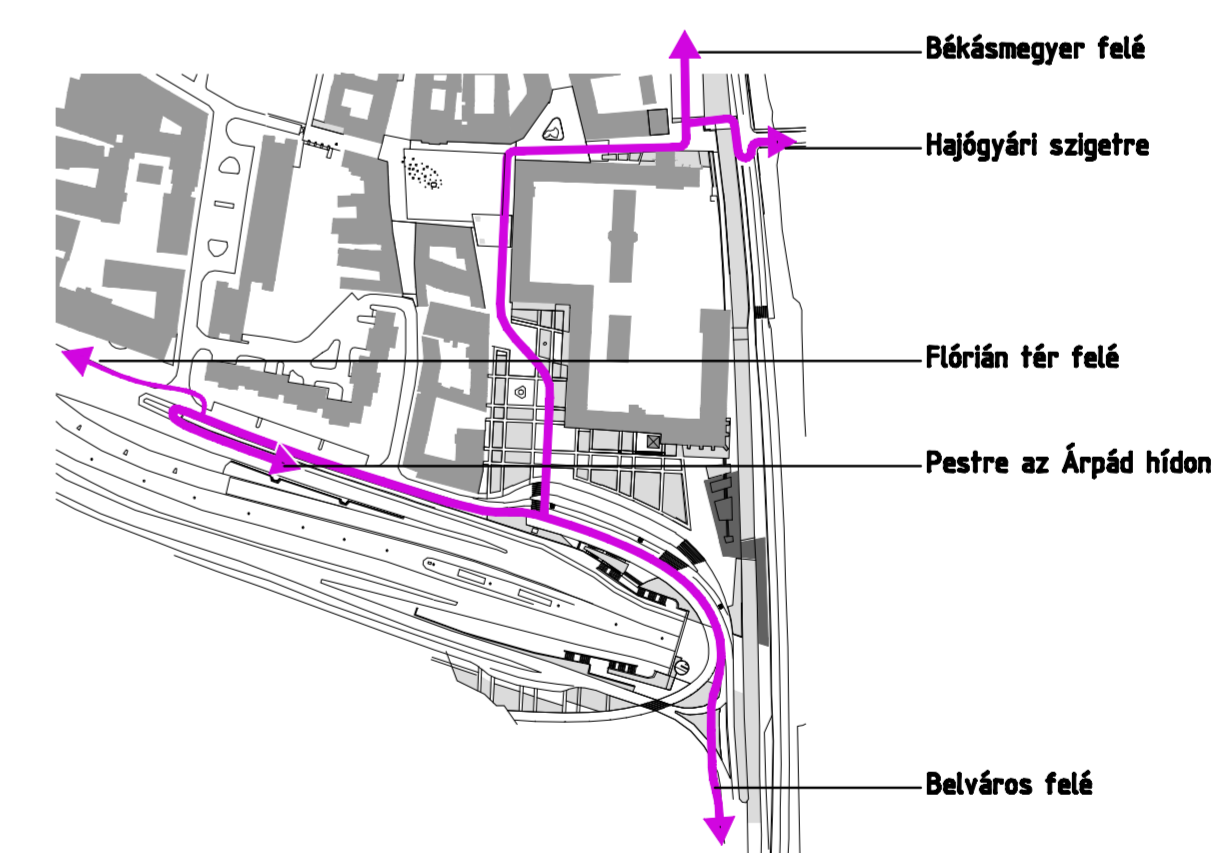 Békásmegyer felé
Hajógyári szigetre
Flórián tér felé
Pestre az Árpád hídon
Belváros felé